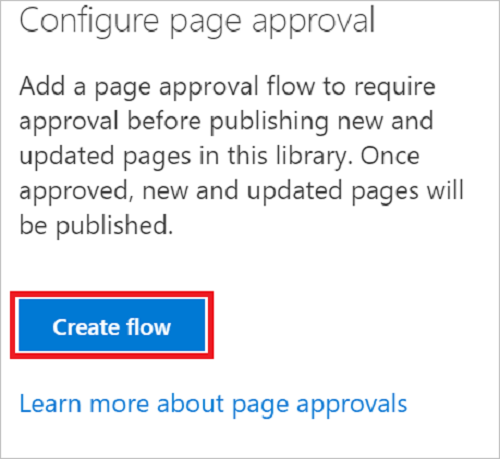 Configure page approval
Add a page approval flow to require
approval before publishing new and
updated pages in this library. Once
approved, new and updated pages will
be published.
Create flow
Learn more about page approvals